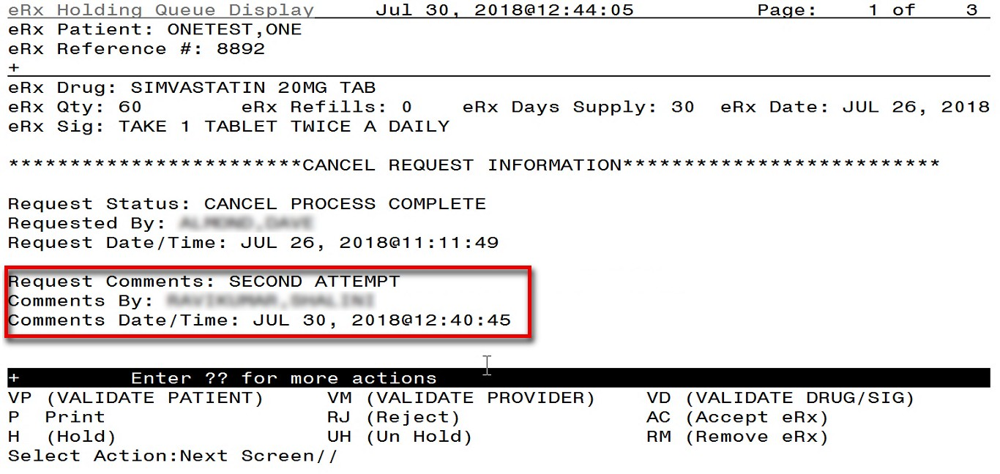 eRx Holding Queue Display Jul 30, 2018@12:44:05 Page: 1 of 3
eRx Patient: ONETEST,ONE
eRx Reference #: 8892
+
eRx Drug: SIMVASTATIN 20MG TAB
eRx Qty: 60 eRx Refills: 0 eRx Days Supply: 30 eRx Date: JUL 26, 2018
eRx Sig: TAKE 1 TABLET TWICE A DAILY
************************CANCEL REQUEST INFORMATION**************************
Request Status: CANCEL PROCESS COMPLETE
Requested By:
Request Date/Time: JUL 26, 2018@11:11:49
Request Comments: SECOND ATTEMPT
Comments By:
Comments Date/Time: JUL 30, 2018@12:40:45
+ Enter ?? for more actions
VP (VALIDATE PATIENT) VM (VALIDATE PROVIDER) VD (VALIDATE DRUG/SIG)
P Print RJ (Reject) AC (Accept eRx)
H (Hold) UH (Un Hold) RM (Remove eRx)
Select Action:Next Screen//